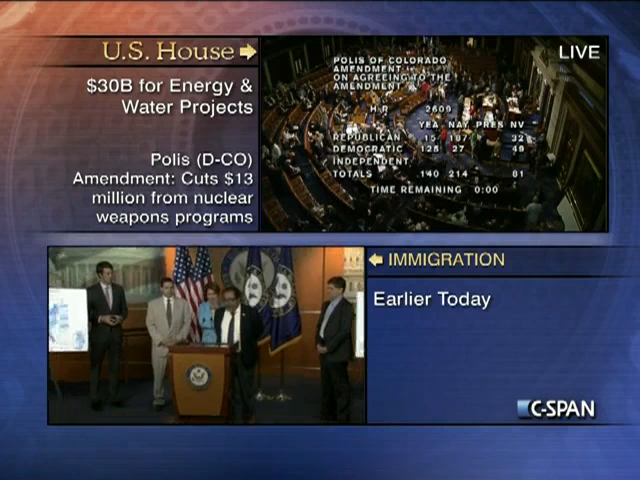 U.S. House
LIVE
$30B for Energy &
Water Projects
Polis (D-CO)
Amendment: Cuts $13
million from nuclear
weapons programs
POLIS OF COLORADO
AMENDMENT
ON AGREEING TO THE
AMENDMENT
H R 2609
YEA NAY PRES NV
REPUBLICAN 15 187 32
DEMOCRATIC 125 27 49
INDEPENDENT
TOTALS 140 214 81
TIME REMAINING 0:00
IMMIGRATION
Earlier Today
C-SPAN